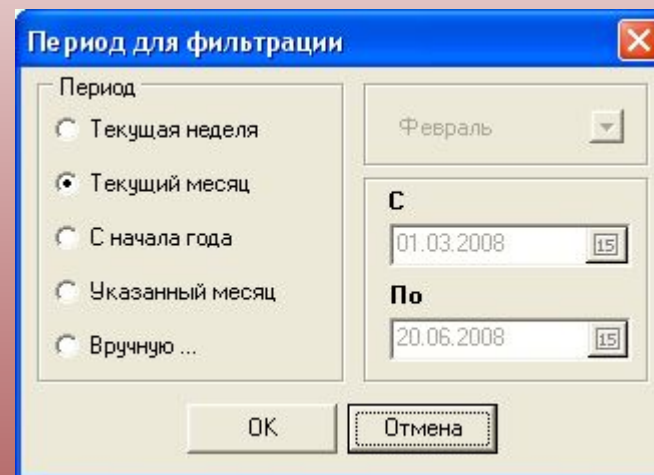 Период для фильтрации
Период
Текущая неделя
Текущий месяц
С начала года
Указанный месяц
Вручную ...
Февраль
С
01.03.2008
15
По
20.06.2008
15
OK
Отмена